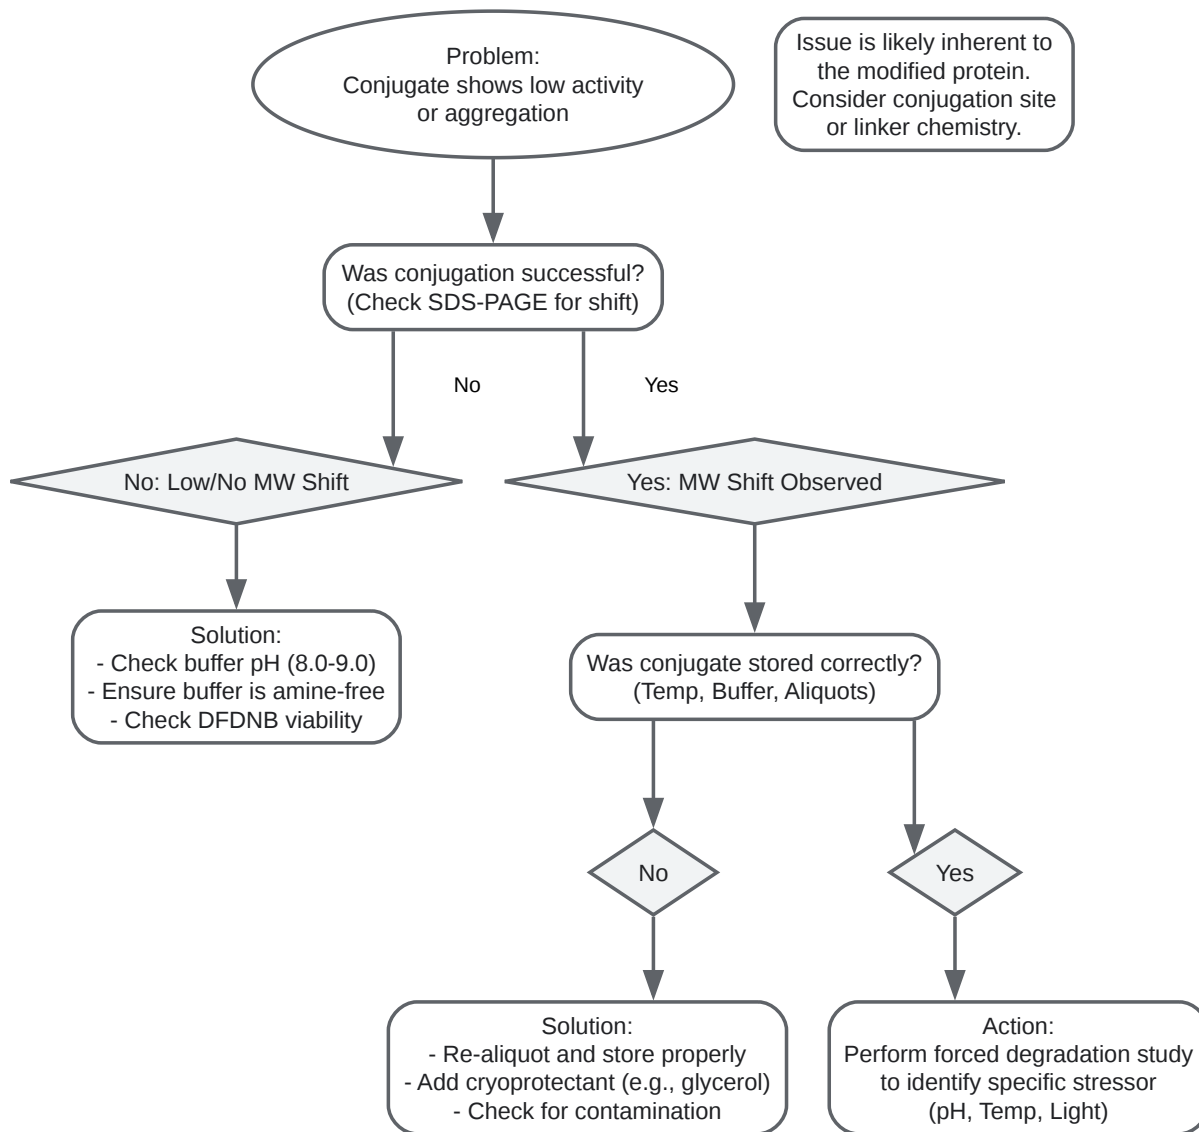 Problem:
Conjugate shows low activity
or aggregation
Issue is likely inherent to
the modified protein.
Consider conjugation site
or linker chemistry.
Was conjugation successful?
(Check SDS-PAGE for shift)
No
Yes
No: Low/No MW Shift
Yes: MW Shift Observed
Solution:
- Check buffer pH (8.0-9.0)
- Ensure buffer is amine-free
- Check DFDNB viability
Was conjugate stored correctly?
(Temp, Buffer, Aliquots)
No
Yes
Solution:
- Re-aliquot and store properly
- Add cryoprotectant (e.g., glycerol)
- Check for contamination
Action:
Perform forced degradation study
to identify specific stressor
(pH, Temp, Light)